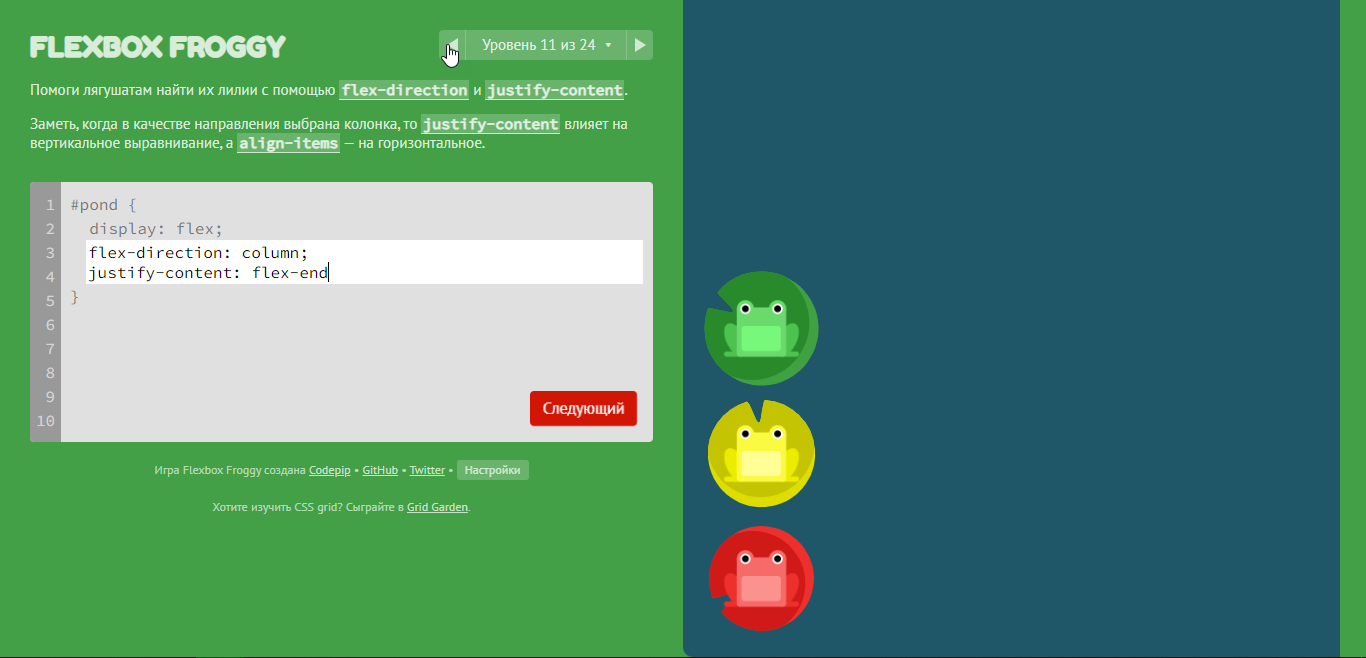 FLEXBOX FROGGY
Уровень 11 из 24
Помоги лягушатам найти их лилии с помощью flex-direction и justify-content.
Заметь, когда в качестве направления выбрана колонка, то justify-content влияет на
вертикальное выравнивание, а align-items — на горизонтальное.
1 #pond {
2 display: flex;
3 flex-direction: column;
4 justify-content: flex-end
5 }
6
7
8
9
10
Следующий
Игра Flexbox Froggy создана Codepip • GitHub • Twitter • Настройки
Хотите изучить CSS grid? Сыграйте в Grid Garden.